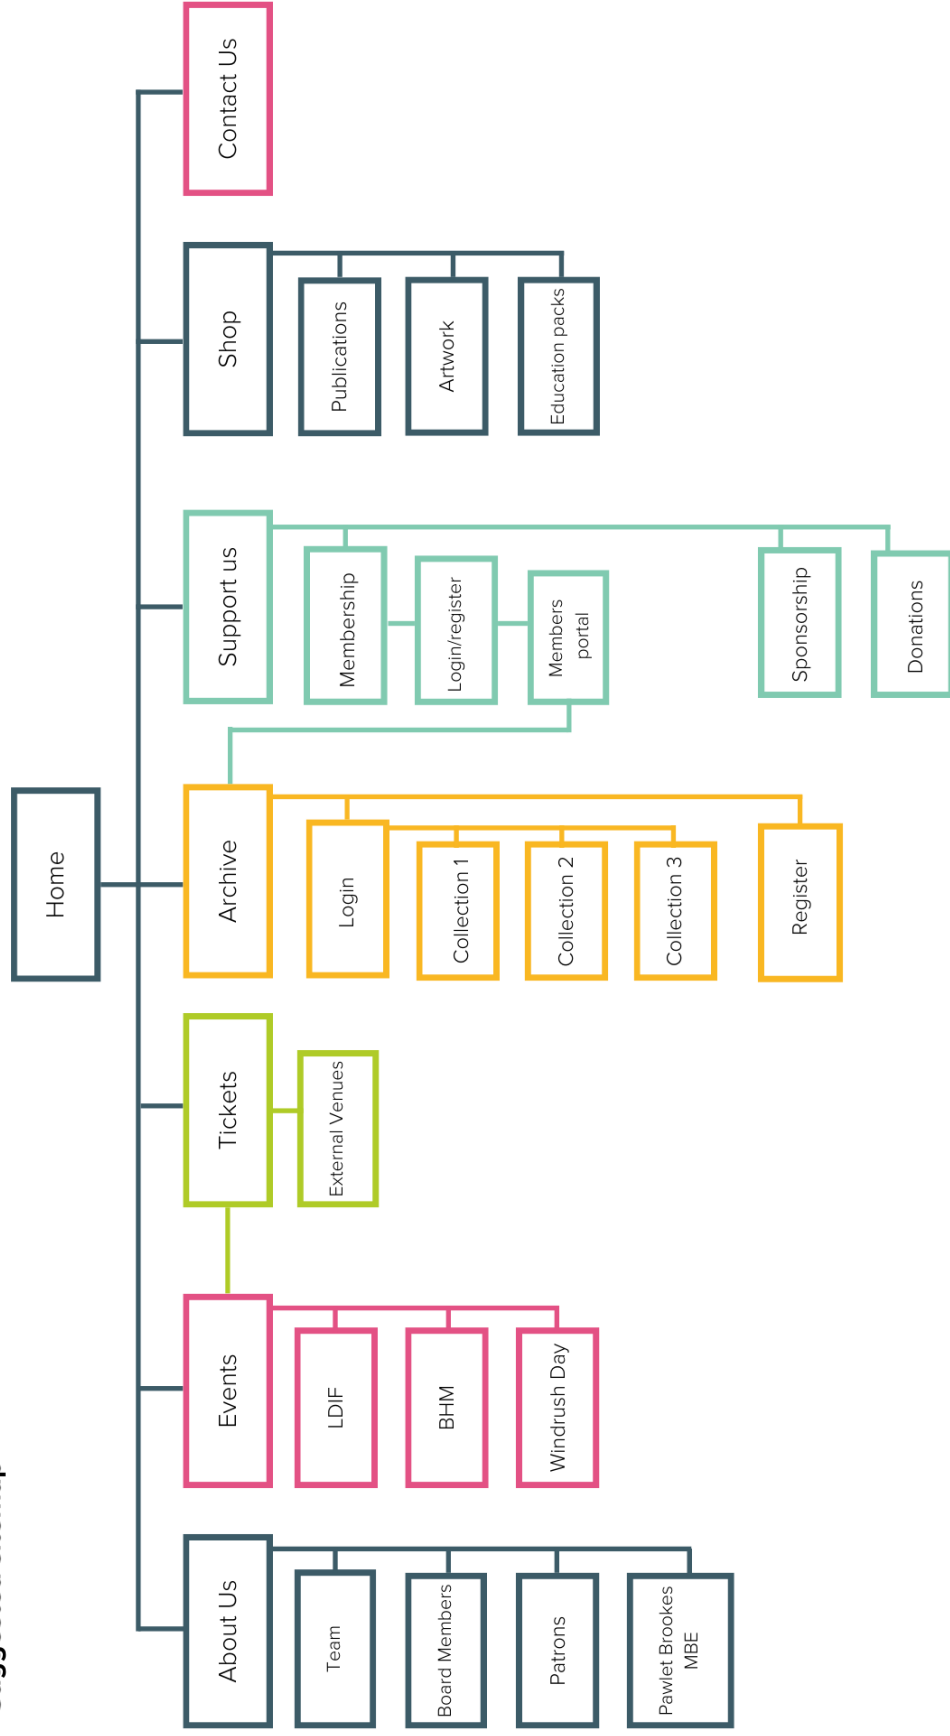 Home
About Us
Events
Tickets
Archive
Support us
Shop
Contact Us
Team
Board Members
Patrons
Pawlet Brookes
MBE
LDIF
BHM
Windrush Day
External Venues
Login
Collection 1
Collection 2
Collection 3
Register
Membership
Login/register
Members
portal
Sponsorship
Donations
Publications
Artwork
Education packs